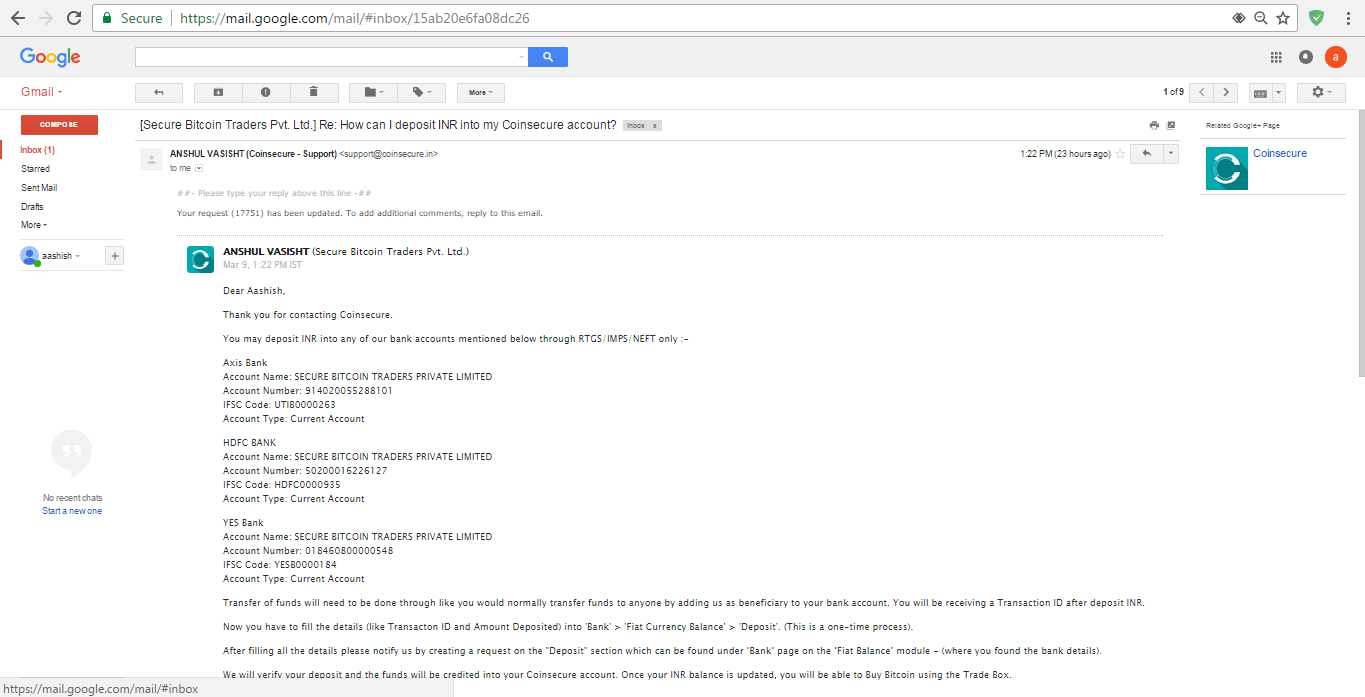 Secure https://mail.google.com/mail/#inbox/15ab20e6fa08dc26
Google
a
Gmail
More
1 of 9
COMPOSE
[Secure Bitcoin Traders Pvt. Ltd.] Re: How can I deposit INR into my Coinsecure account? Inbox x
Related Google+ Page
Coinsecure
Inbox (1)
Starred
Sent Mail
Drafts
More
aashish
+
No recent chats
Start a new one
ANSHUL VASISHT (Coinsecure - Support) <support@coinsecure.in>
1:22 PM (23 hours ago)
to me
##- Please type your reply above this line -##
Your request (17751) has been updated. To add additional comments, reply to this email.
ANSHUL VASISHT (Secure Bitcoin Traders Pvt. Ltd.)
Mar 9, 1:22 PM IST
Dear Aashish,
Thank you for contacting Coinsecure.
You may deposit INR into any of our bank accounts mentioned below through RTGS/IMPS/NEFT only :-
Axis Bank
Account Name: SECURE BITCOIN TRADERS PRIVATE LIMITED
Account Number: 914020055288101
IFSC Code: UTIB0000263
Account Type: Current Account
HDFC BANK
Account Name: SECURE BITCOIN TRADERS PRIVATE LIMITED
Account Number: 50200016226127
IFSC Code: HDFC0000935
Account Type: Current Account
YES Bank
Account Name: SECURE BITCOIN TRADERS PRIVATE LIMITED
Account Number: 018460800000548
IFSC Code: YESB0000184
Account Type: Current Account
Transfer of funds will need to be done through like you would normally transfer funds to anyone by adding us as beneficiary to your bank account. You will be receiving a Transaction ID after deposit INR.
Now you have to fill the details (like Transacton ID and Amount Deposited) into 'Bank' > 'Fiat Currency Balance' > 'Deposit'. (This is a one-time process).
After filling all the details please notify us by creating a request on the "Deposit" section which can be found under 'Bank' page on the 'Fiat Balance' module - (where you found the bank details).
We will verify your deposit and the funds will be credited into your Coinsecure account. Once your INR balance is updated, you will be able to Buy Bitcoin using the Trade Box.
https://mail.google.com/mail/#inbox